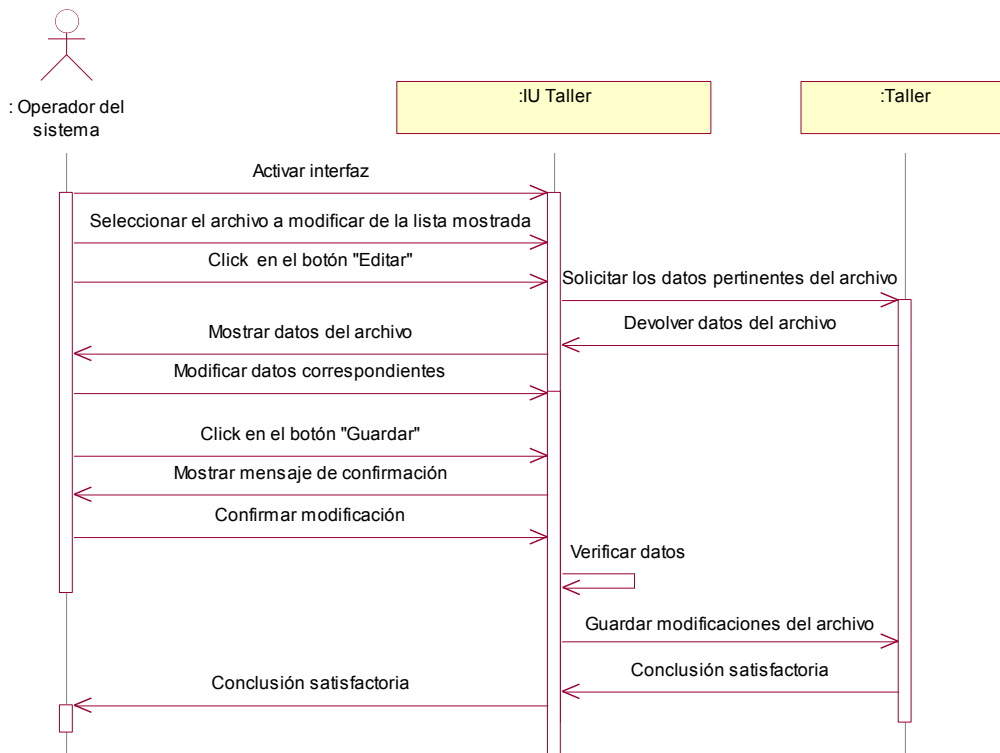 : Operador del
sistema
:IU Taller
:Taller
Activar interfaz
Seleccionar el archivo a modificar de la lista mostrada
Click en el botón "Editar"
Solicitar los datos pertinentes del archivo
Devolver datos del archivo
Mostrar datos del archivo
Modificar datos correspondientes
Click en el botón "Guardar"
Mostrar mensaje de confirmación
Confirmar modificación
Verificar datos
Guardar modificaciones del archivo
Conclusión satisfactoria
Conclusión satisfactoria